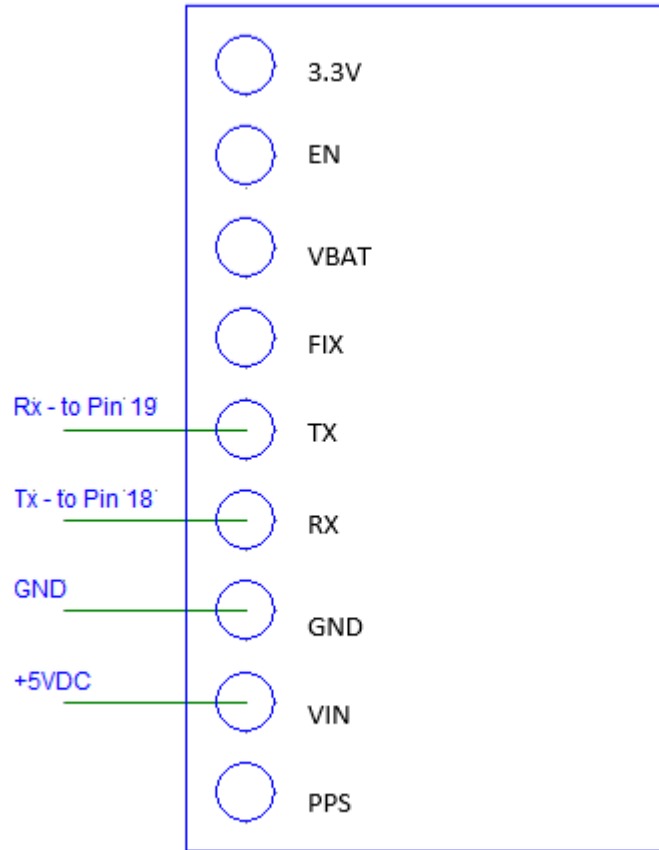 3.3V
EN
VBAT
FIX
Rx - to Pin 19
TX
Tx - to Pin 18
RX
GND
GND
+5VDC
VIN
PPS